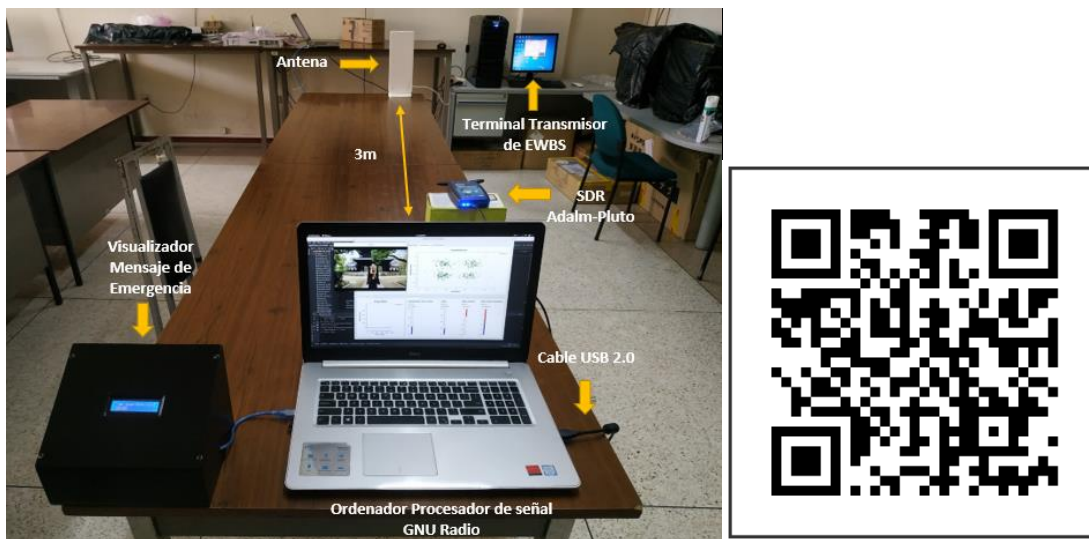 Antena
Terminal Transmisor
de EWBS
3m
SDR
Adalm-Pluto
Visualizador
Mensaje de
Emergencia
Cable USB 2.0
Ordenador Procesador de señal
GNU Radio